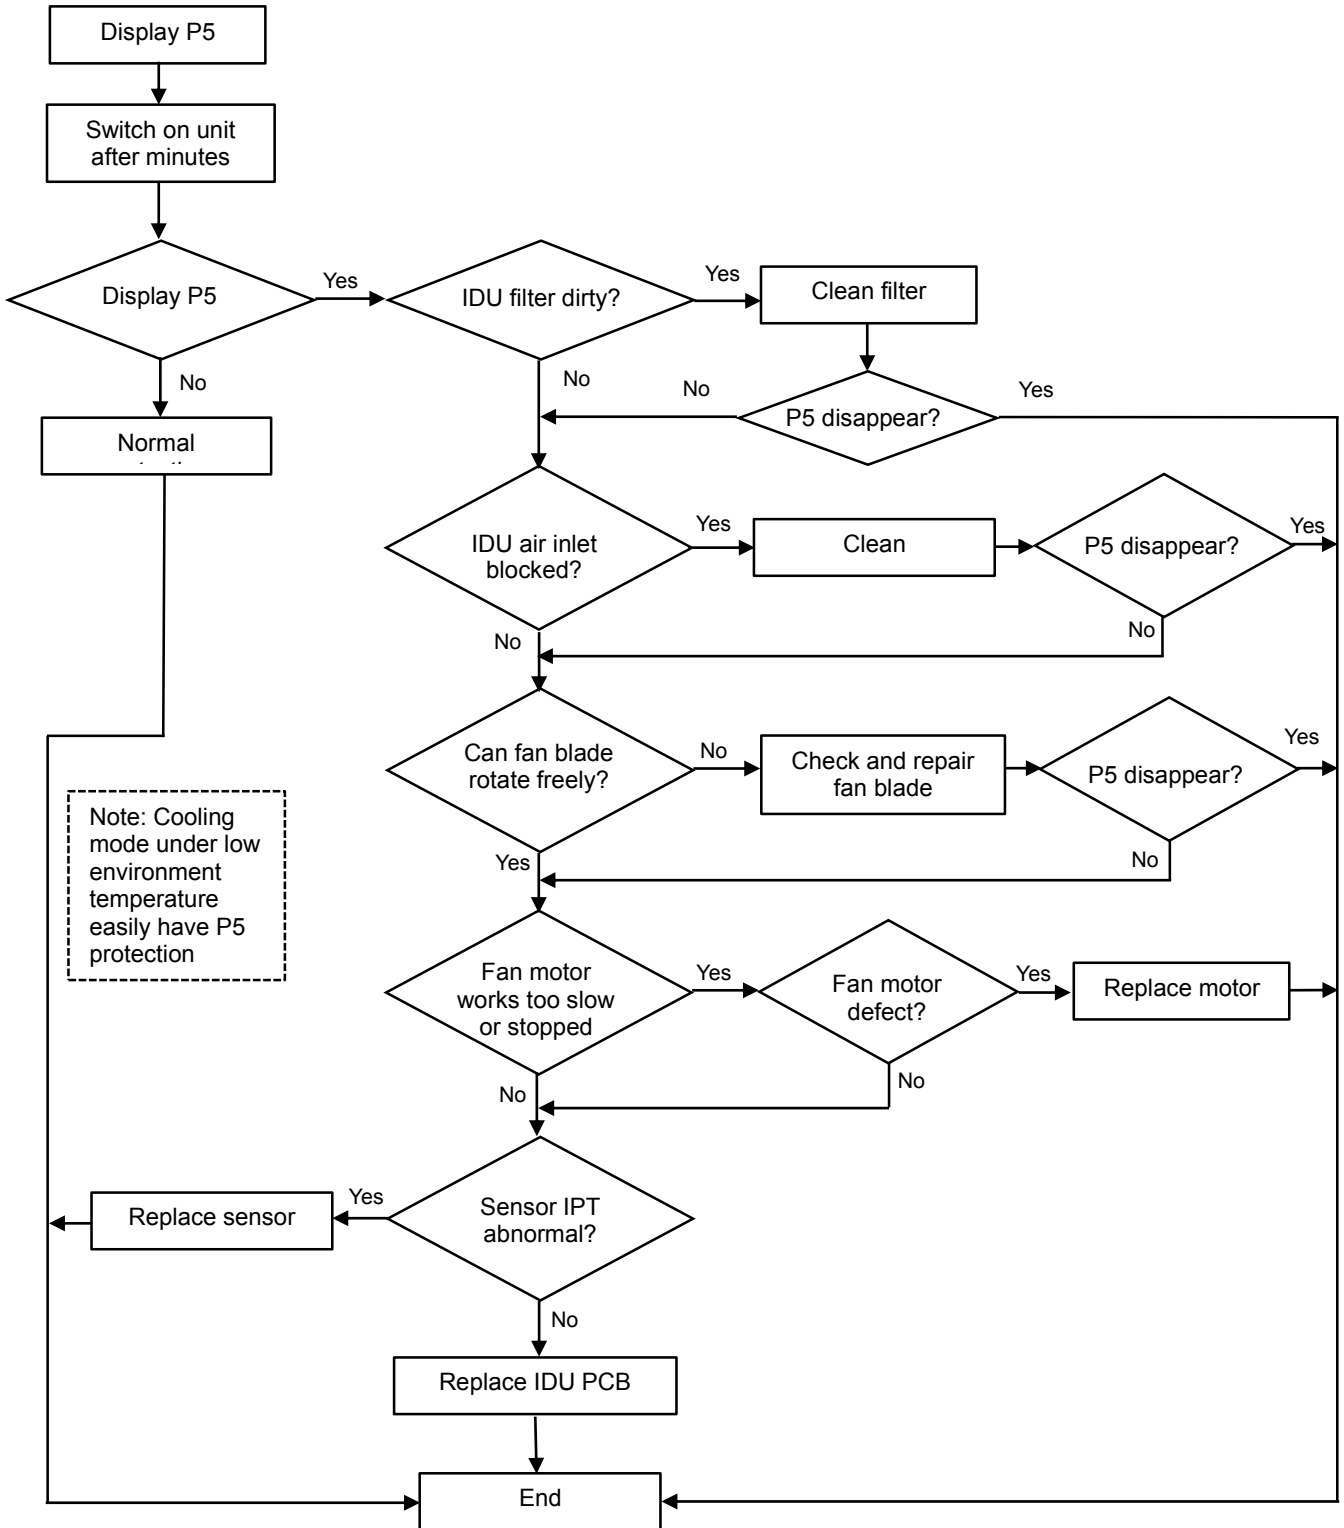 Display P5
Switch on unit
after minutes
Display P5
Yes
IDU filter dirty?
Yes
Clean filter
No
No
No
P5 disappear?
Yes
Normal
IDU air inlet
blocked?
Yes
Clean
P5 disappear?
Yes
No
No
Can fan blade
rotate freely?
No
Check and repair
fan blade
P5 disappear?
Yes
Yes
No
Note: Cooling
mode under low
environment
temperature
easily have P5
protection
Fan motor
works too slow
or stopped
Yes
Fan motor
defect?
Yes
Replace motor
No
No
Replace sensor
Yes
Sensor IPT
abnormal?
No
Replace IDU PCB
End